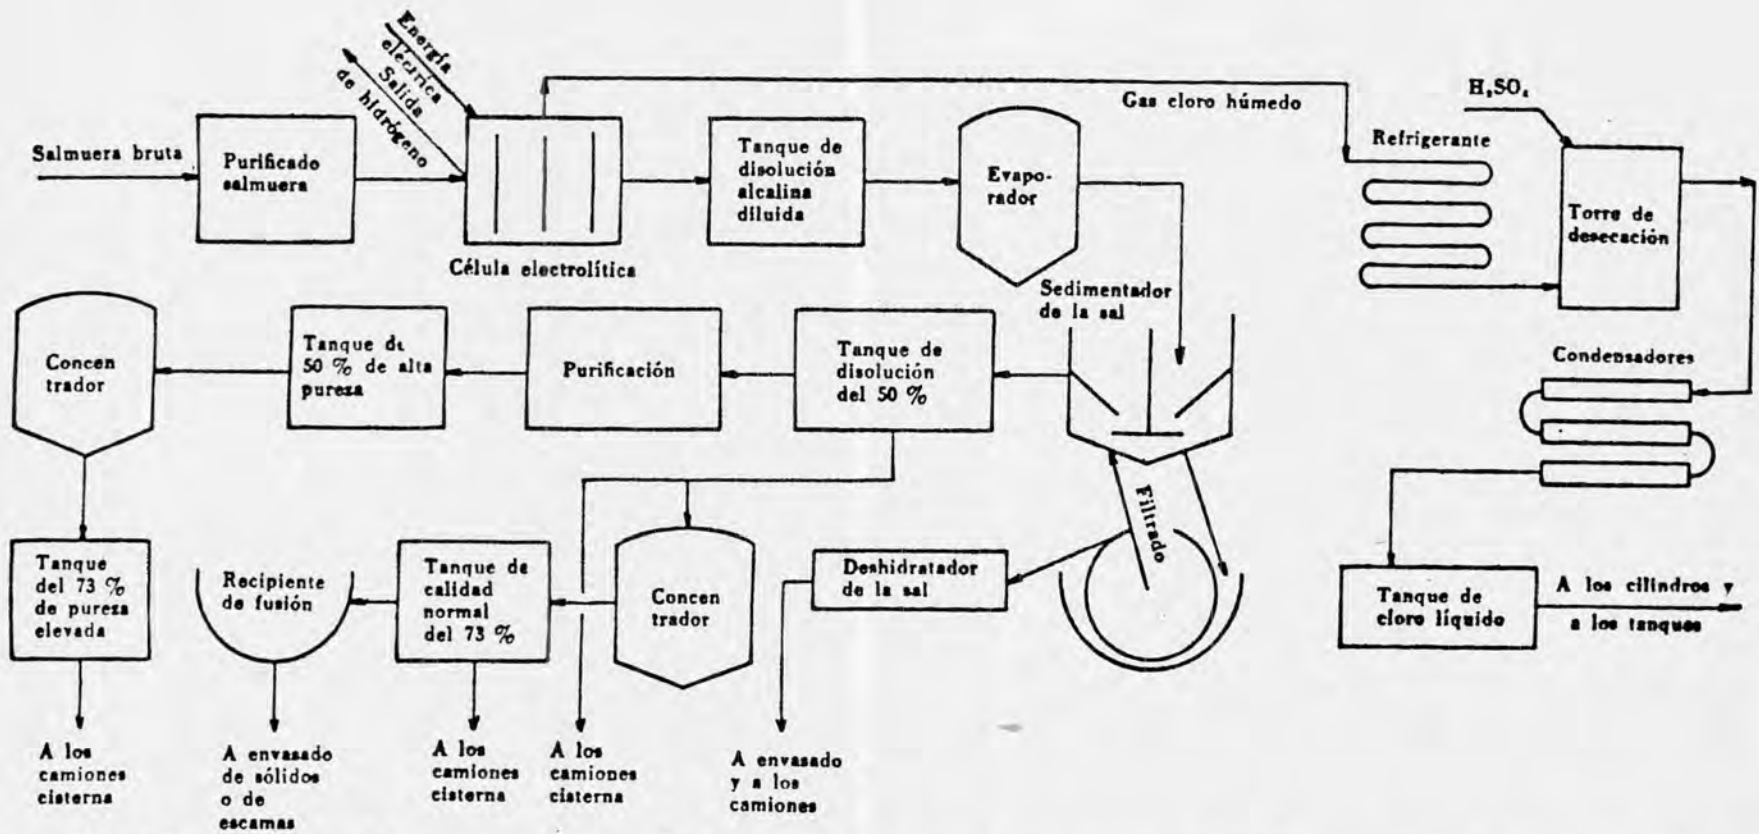 Energía
eléctrica
Salida
de hidrógeno
Salmuera bruta
Purificado
salmuera
Célula electrolítica
Tanque de
disolución
alcalina
diluida
Evapo-
rador
Gas cloro húmedo
H₂SO₄
Refrigerante
Torre de
desecación
Condensadores
Sedimentador
de la sal
Concen
trador
Tanque de
50 % de alta
pureza
Purificación
Tanque de
disolución
del 50 %
Filtrado
Tanque
del 73 %
de pureza
elevada
Recipiente
de fusión
Tanque de
calidad
normal
del 73 %
Concen
trador
Deshidratador
de la sal
Tanque de
cloro líquido
A los cilindros y
a los tanques
A los
camiones
cisterna
A envasado
de sólidos
o de
escamas
A los
camiones
cisterna
A los
camiones
cisterna
A envasado
y a los
camiones